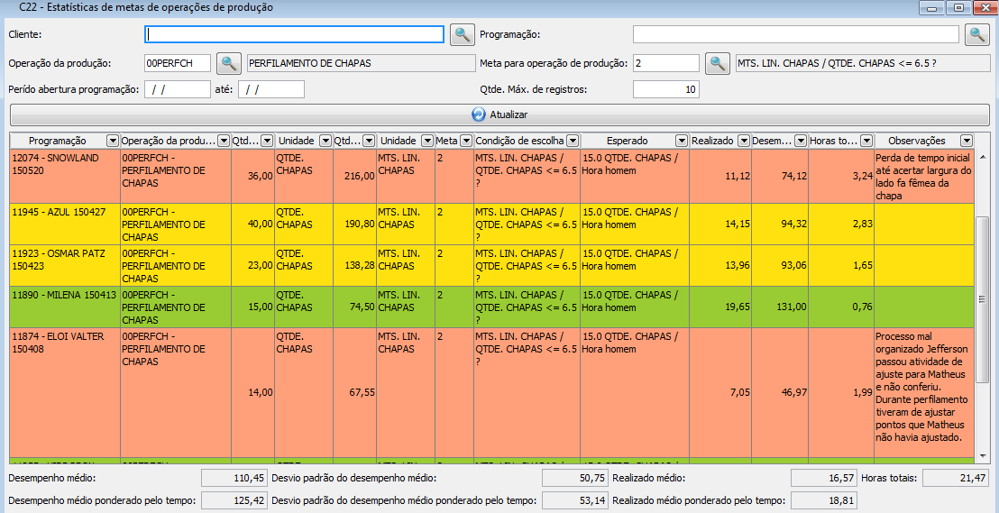 C22 - Estatísticas de metas de operações de produção
Cliente: Programação:
Operação da produção: 00PERFCH PERFILAMENTO DE CHAPAS Meta para operação de produção: 2 MTS. LIN. CHAPAS / QTDE. CHAPAS <= 6.5 ?
Perído abertura programação: / / até: / / Qtde. Máx. de registros: 10
Atualizar
Programação Operação da produ... Qtd... Unidade Qtd... Unidade Meta Condição de escolha Esperado Realizado Desem... Horas to... Observações
12074 - SNOWLAND 00PERFCH - QTDE. MTS. LIN. 2 MTS. LIN. CHAPAS / 15.0 QTDE. CHAPAS / Perda de tempo inicial
150520 PERFILAMENTO DE CHAPAS CHAPAS QTDE. CHAPAS <= 6.5 Hora homem até acertar largura do
CHAPAS 36,00 216,00 ? 11,12 74,12 3,24 lado fa fêmea da
chapa
11945 - AZUL 150427 00PERFCH - QTDE. MTS. LIN. 2 MTS. LIN. CHAPAS / 15.0 QTDE. CHAPAS /
PERFILAMENTO DE 40,00 CHAPAS 190,80 CHAPAS QTDE. CHAPAS <= 6.5 Hora homem 14,15 94,32 2,83
CHAPAS ?
11923 - OSMAR PATZ 00PERFCH - QTDE. MTS. LIN. 2 MTS. LIN. CHAPAS / 15.0 QTDE. CHAPAS /
150423 PERFILAMENTO DE 23,00 CHAPAS 138,28 CHAPAS QTDE. CHAPAS <= 6.5 Hora homem 13,96 93,06 1,65
CHAPAS ?
11890 - MILENA 150413 00PERFCH - QTDE. MTS. LIN. 2 MTS. LIN. CHAPAS / 15.0 QTDE. CHAPAS /
PERFILAMENTO DE 15,00 CHAPAS 74,50 CHAPAS QTDE. CHAPAS <= 6.5 Hora homem 19,65 131,00 0,76
CHAPAS ?
11874 - ELOI VALTER 00PERFCH - QTDE. MTS. LIN. 2 MTS. LIN. CHAPAS / 15.0 QTDE. CHAPAS / Processo mal
150408 PERFILAMENTO DE CHAPAS CHAPAS QTDE. CHAPAS <= 6.5 Hora homem organizado Jefferson
CHAPAS ? passou atividade de
ajuste para Matheus
14,00 67,55 7,05 46,97 1,99 e não conferiu.
Durante perfilamento
tiveram de ajustar
pontos que Matheus
não havia ajustado.
Desempenho médio: 110,45 Desvio padrão do desempenho médio: 50,75 Realizado médio: 16,57 Horas totais: 21,47
Desempenho médio ponderado pelo tempo: 125,42 Desvio padrão do desempenho médio ponderado pelo tempo: 53,14 Realizado médio ponderado pelo tempo: 18,81